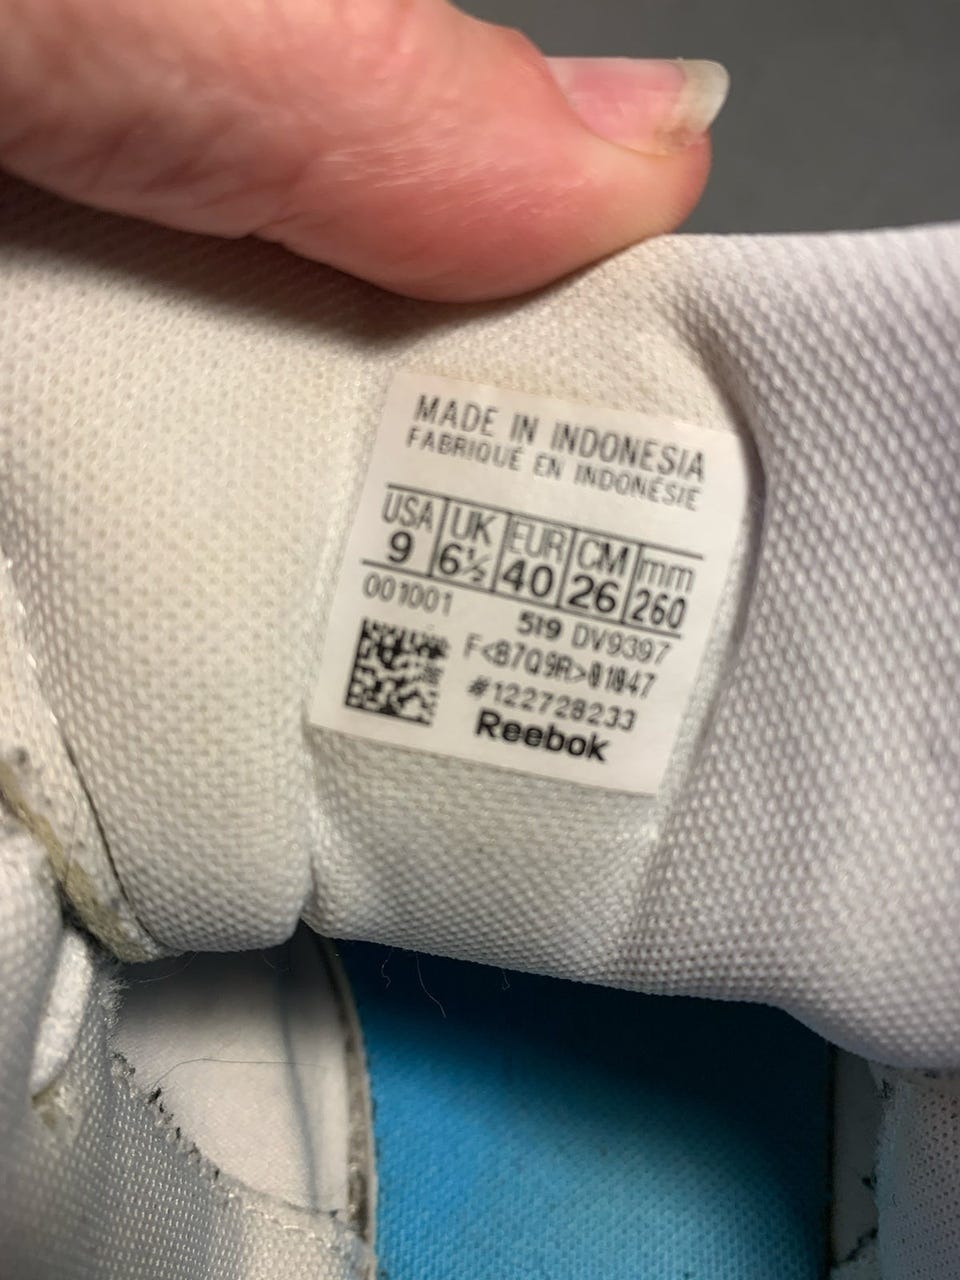 MADE IN INDONESIA
FABRIQUÉ EN INDONÉSIE
USA UK EUR CM mm
9 6½ 40 26 260
001001 519 DV9397
F<87Q9R>01047
#122728233
Reebok